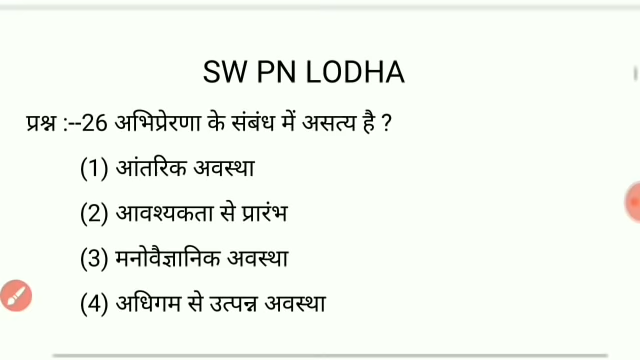 SW PN LODHA
प्रश्न :--26 अभिप्रेरणा के संबंध में असत्य है ?
(1) आंतरिक अवस्था
(2) आवश्यकता से प्रारंभ
(3) मनोवैज्ञानिक अवस्था
(4) अधिगम से उत्पन्न अवस्था